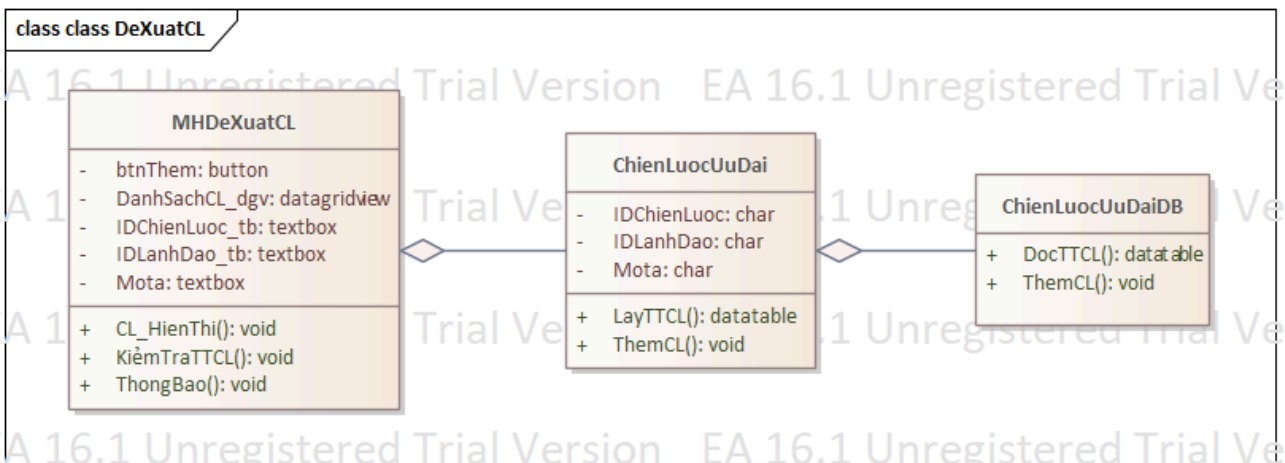 class class DeXuatCL
EA 16.1 Unregistered Trial Version EA 16.1 Unregistered Trial Ve
MHDeXuatCL
- btnThem: button
- DanhSachCL_dgv: datagridview
- IDChienLuoc_tb: textbox
- IDLanhDao_tb: textbox
- Mota: textbox
+ CL_HienThi(): void
+ KiểmTraTTCL(): void
+ ThongBao(): void
ChienLuocUuDai
- IDChienLuoc: char
- IDLanhDao: char
- Mota: char
+ LayTTCL(): datatable
+ ThemCL(): void
ChienLuocUuDaiDB
+ DocTTCL(): datatable
+ ThemCL(): void
EA 16.1 Unregistered Trial Version EA 16.1 Unregistered Trial Ve